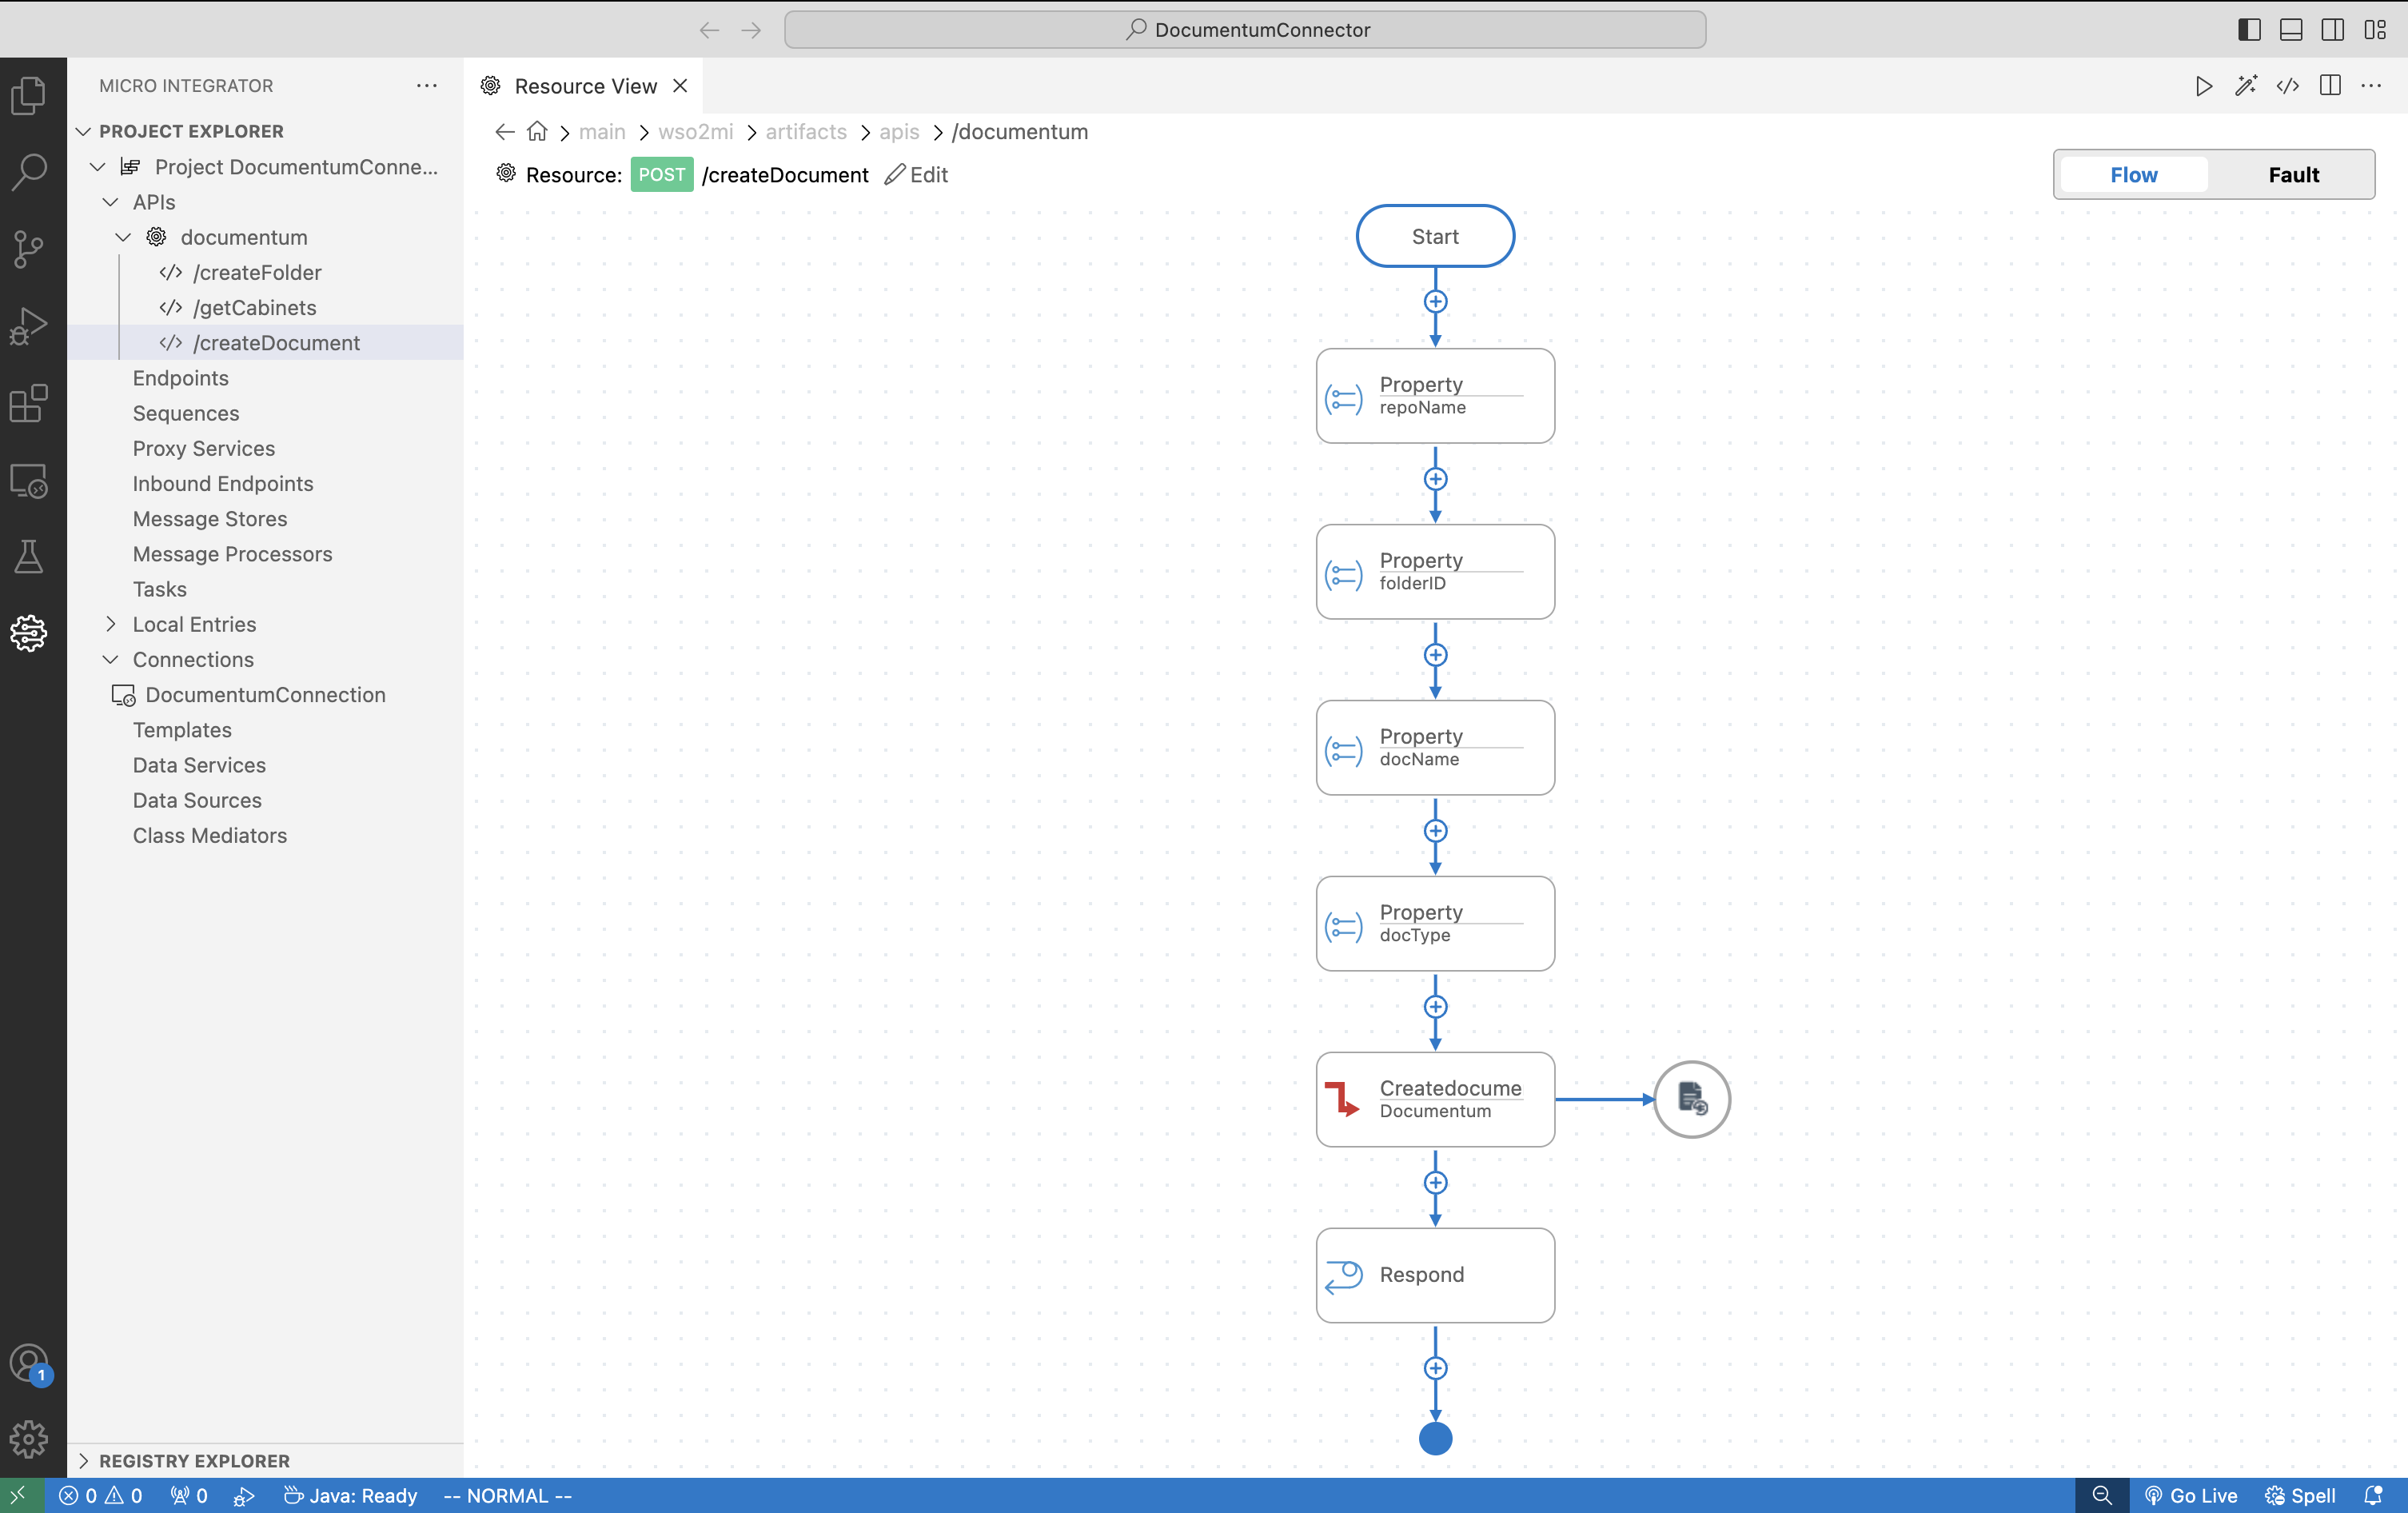 DocumentumConnector
MICRO INTEGRATOR
PROJECT EXPLORER
Project DocumentumConne...
APIs
documentum
/createFolder
/getCabinets
/createDocument
Endpoints
Sequences
Proxy Services
Inbound Endpoints
Message Stores
Message Processors
Tasks
Local Entries
Connections
DocumentumConnection
Templates
Data Services
Data Sources
Class Mediators
REGISTRY EXPLORER
Resource View
main > wso2mi > artifacts > apis > /documentum
Resource: POST /createDocument Edit
Flow Fault
Start
Property
repoName
Property
folderID
Property
docName
Property
docType
Createdocume
Documentum
Respond
1
0 0 0 Java: Ready -- NORMAL -- Go Live Spell